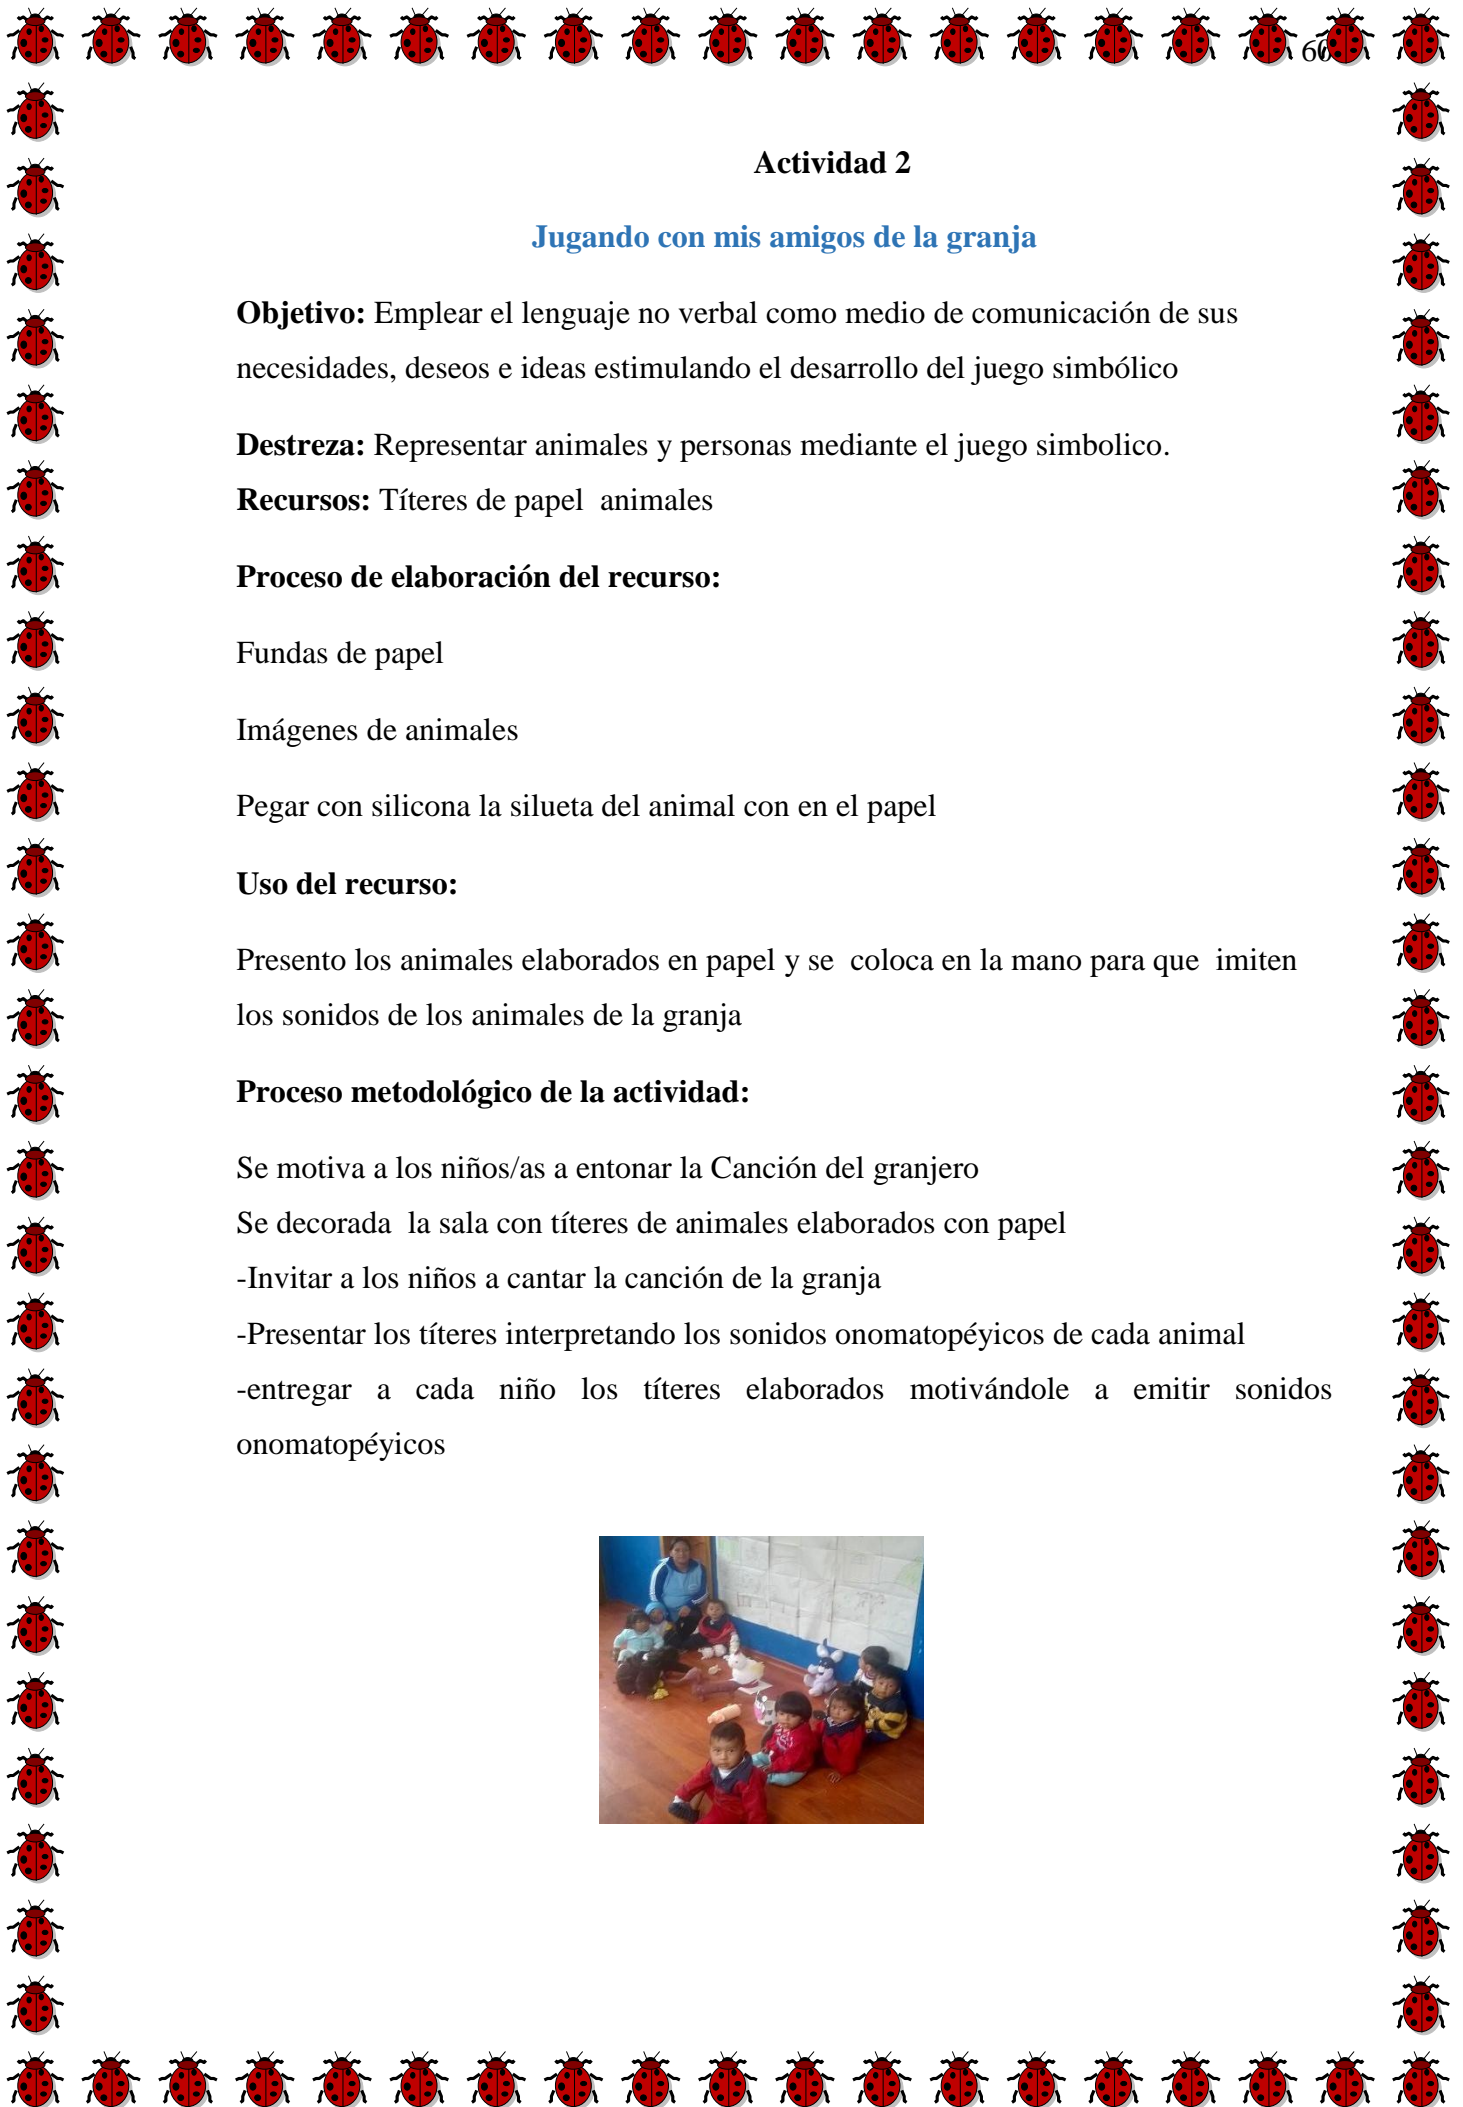 60
Actividad 2
Jugando con mis amigos de la granja
Objetivo: Emplear el lenguaje no verbal como medio de comunicación de sus
necesidades, deseos e ideas estimulando el desarrollo del juego simbólico
Destreza: Representar animales y personas mediante el juego simbolico.
Recursos: Títeres de papel  animales
Proceso de elaboración del recurso:
Fundas de papel
Imágenes de animales
Pegar con silicona la silueta del animal con en el papel
Uso del recurso:
Presento los animales elaborados en papel y se  coloca en la mano para que  imiten
los sonidos de los animales de la granja
Proceso metodológico de la actividad:
Se motiva a los niños/as a entonar la Canción del granjero
Se decorada  la sala con títeres de animales elaborados con papel
-Invitar a los niños a cantar la canción de la granja
-Presentar los títeres interpretando los sonidos onomatopéyicos de cada animal
-entregar a cada niño los títeres elaborados motivándole a emitir sonidos
onomatopéyicos